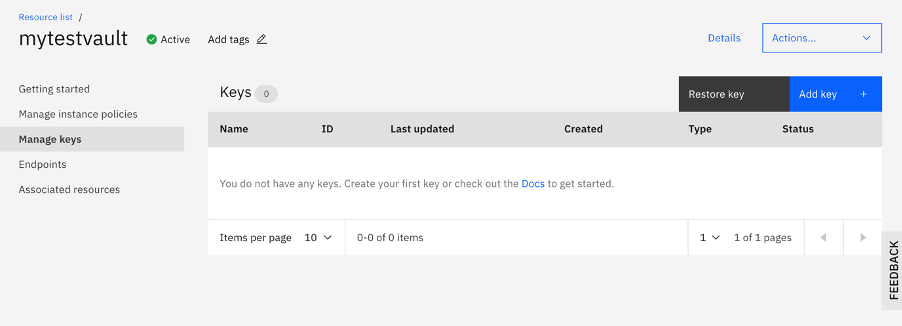 Resource list /
mytestvault Active Add tags Details Actions...
Getting started
Manage instance policies
Manage keys
Endpoints
Associated resources
Keys 0 Restore key Add key +
Name ID Last updated Created Type Status
You do not have any keys. Create your first key or check out the Docs to get started.
Items per page 10 0-0 of 0 items 1 1 of 1 pages
FEEDBACK